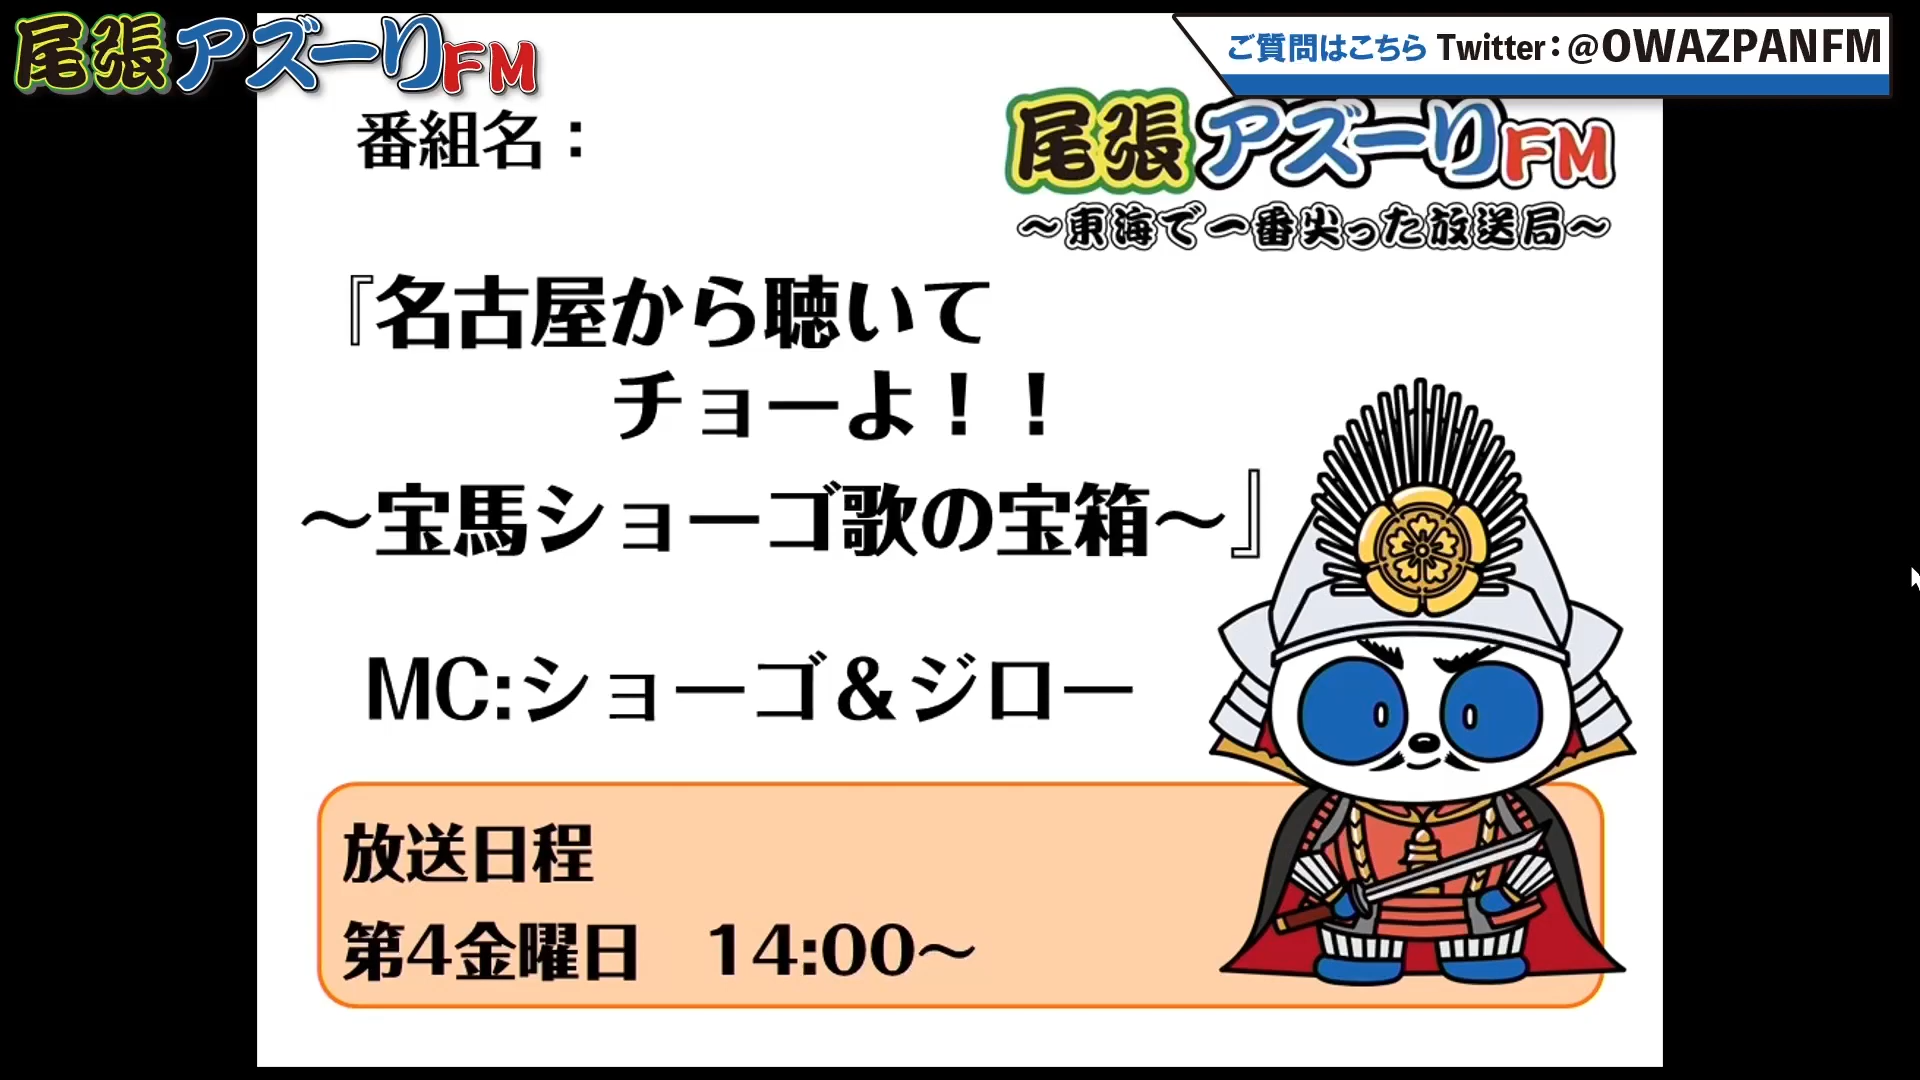 尾張アズーりFM
ご質問はこちら Twitter：@OWAZPANFM
番組名：
尾張アズーりFM
～東海で一番尖った放送局～
『名古屋から聴いて
チョーよ！！
～宝馬ショーゴ歌の宝箱～』
MC:ショーゴ＆ジロー
放送日程
第4金曜日　14:00～